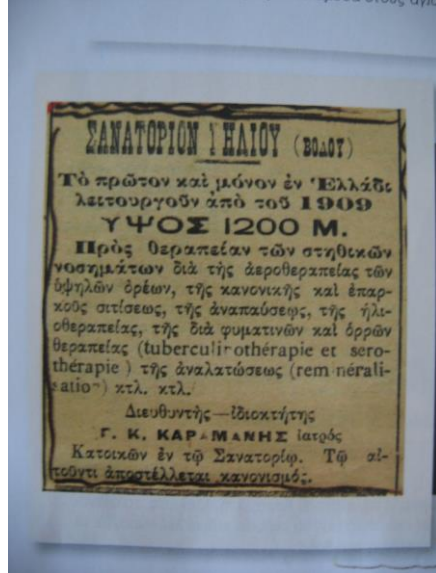 ΣΑΝΑΤΟΡΙΟΝ ΠΗΛΙΟΥ (ΒΟΛΟΥ)
Τὸ πρῶτον καὶ μόνον ἐν Ἑλλάδι
λειτουργοῦν ἀπὸ τοῦ 1909
ΥΨΟΣ 1200 Μ.
Πρὸς θεραπείαν τῶν στηθικῶν
νοσημάτων διὰ τῆς ἀεροθεραπείας τῶν
ὑψηλῶν ὀρέων, τῆς κανονικῆς καὶ ἐπαρ-
κοῦς σιτίσεως, τῆς ἀναπαύσεως, τῆς ἡλι-
οθεραπείας, τῆς διὰ φυματινῶν καὶ ὀρρῶν
θεραπείας (tuberculinothérapie et sero-
thérapie) τῆς ἀναλατώσεως (reminérali-
sation) κτλ. κτλ.
Διευθυντὴς—ἰδιοκτήτης
Γ. Κ. ΚΑΡΑΜΑΝΗΣ ἰατρός
Κατοικῶν ἐν τῷ Σανατορίῳ. Τῷ αἰ-
τοῦντι ἀποστέλλεται κανονισμός.